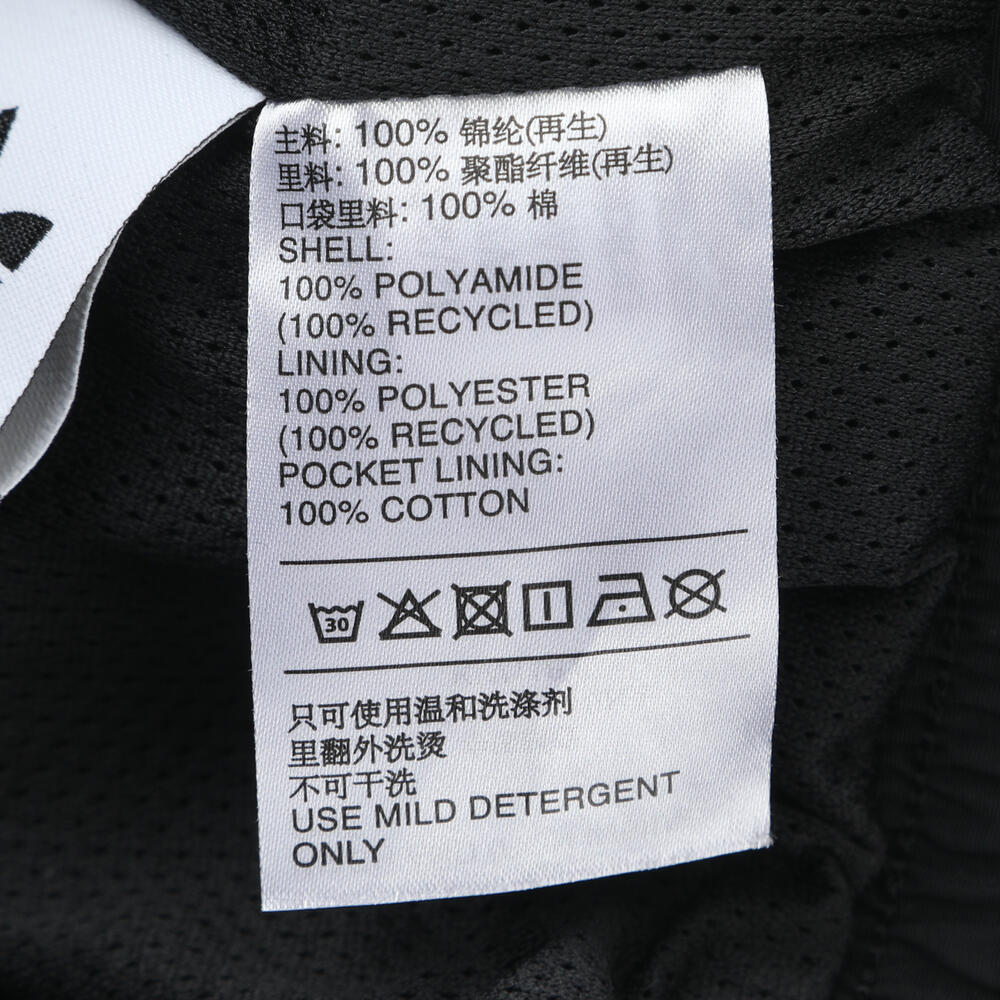 主料: 100% 锦纶(再生)
里料: 100% 聚酯纤维(再生)
口袋里料: 100% 棉
SHELL:
100% POLYAMIDE
(100% RECYCLED)
LINING:
100% POLYESTER
(100% RECYCLED)
POCKET LINING:
100% COTTON
30
只可使用温和洗涤剂
里翻外洗烫
不可干洗
USE MILD DETERGENT
ONLY